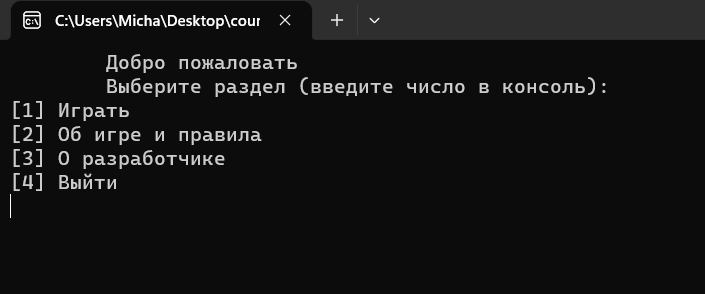 C:\Users\Micha\Desktop\cour
Добро пожаловать
Выберите раздел (введите число в консоль):
[1] Играть
[2] Об игре и правила
[3] О разработчике
[4] Выйти